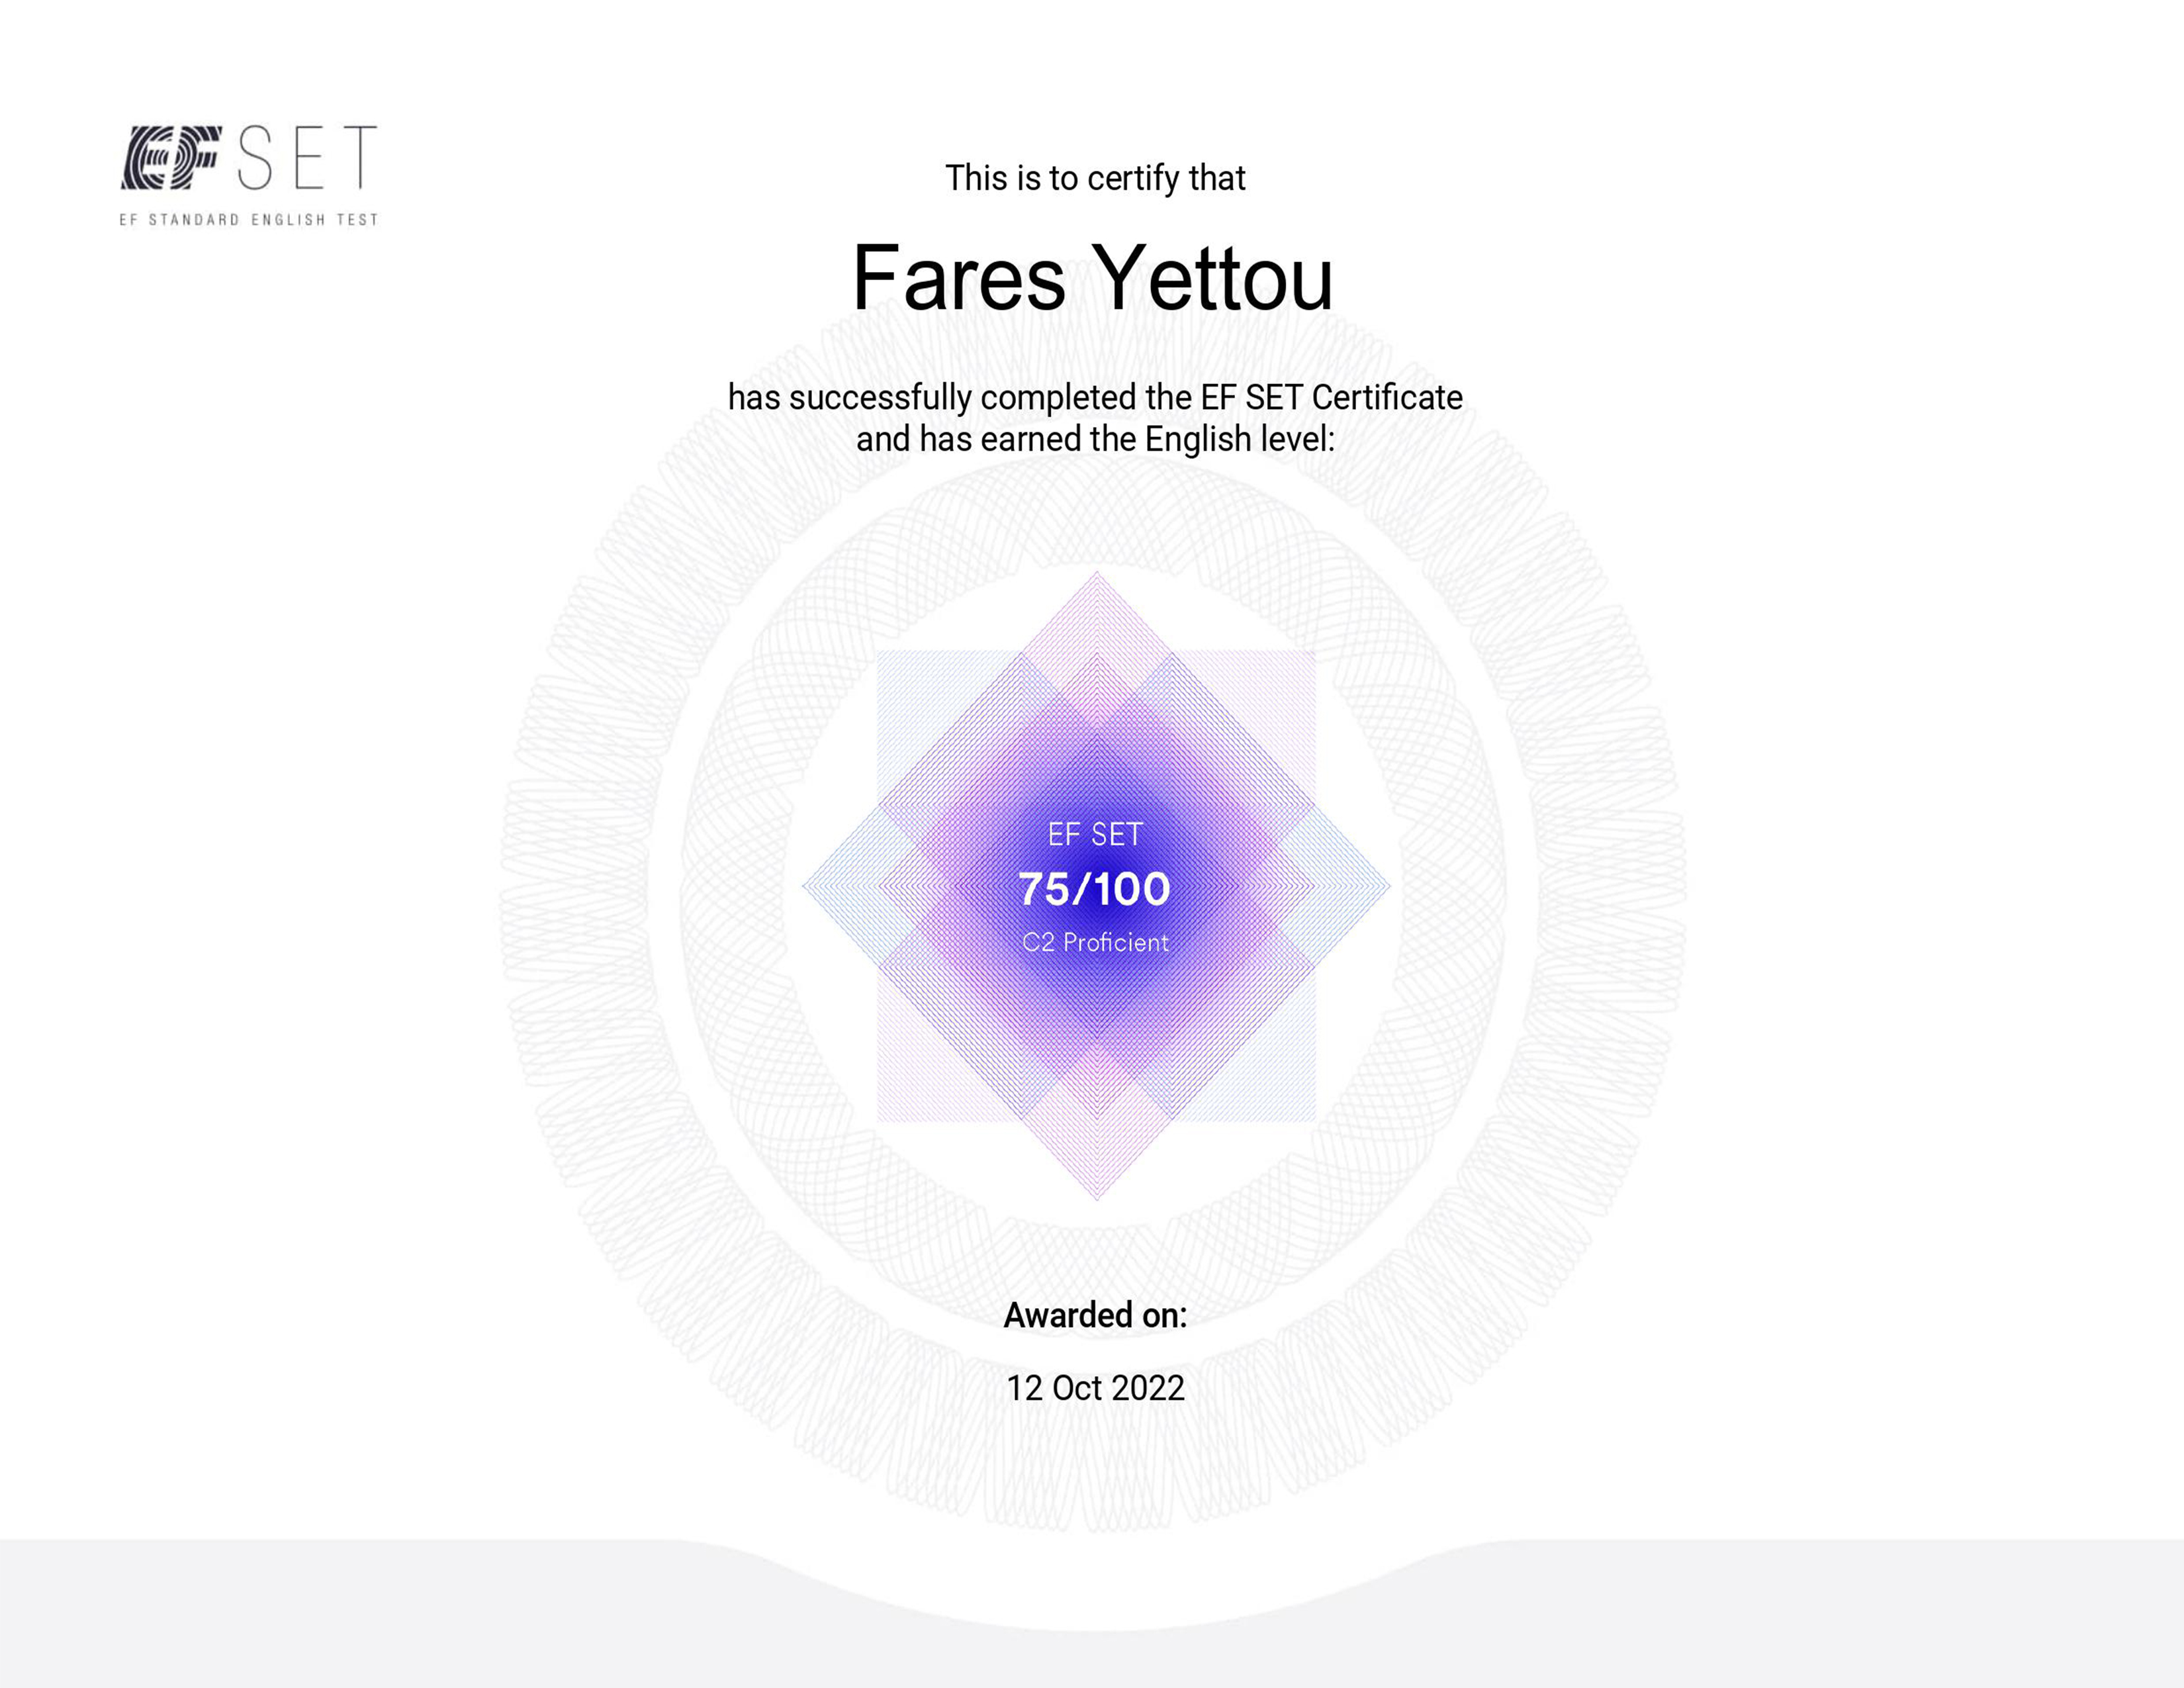 EF SET
EF STANDARD ENGLISH TEST
This is to certify that
Fares Yettou
has successfully completed the EF SET Certificate
and has earned the English level:
EF SET
75/100
C2 Proficient
Awarded on:
12 Oct 2022